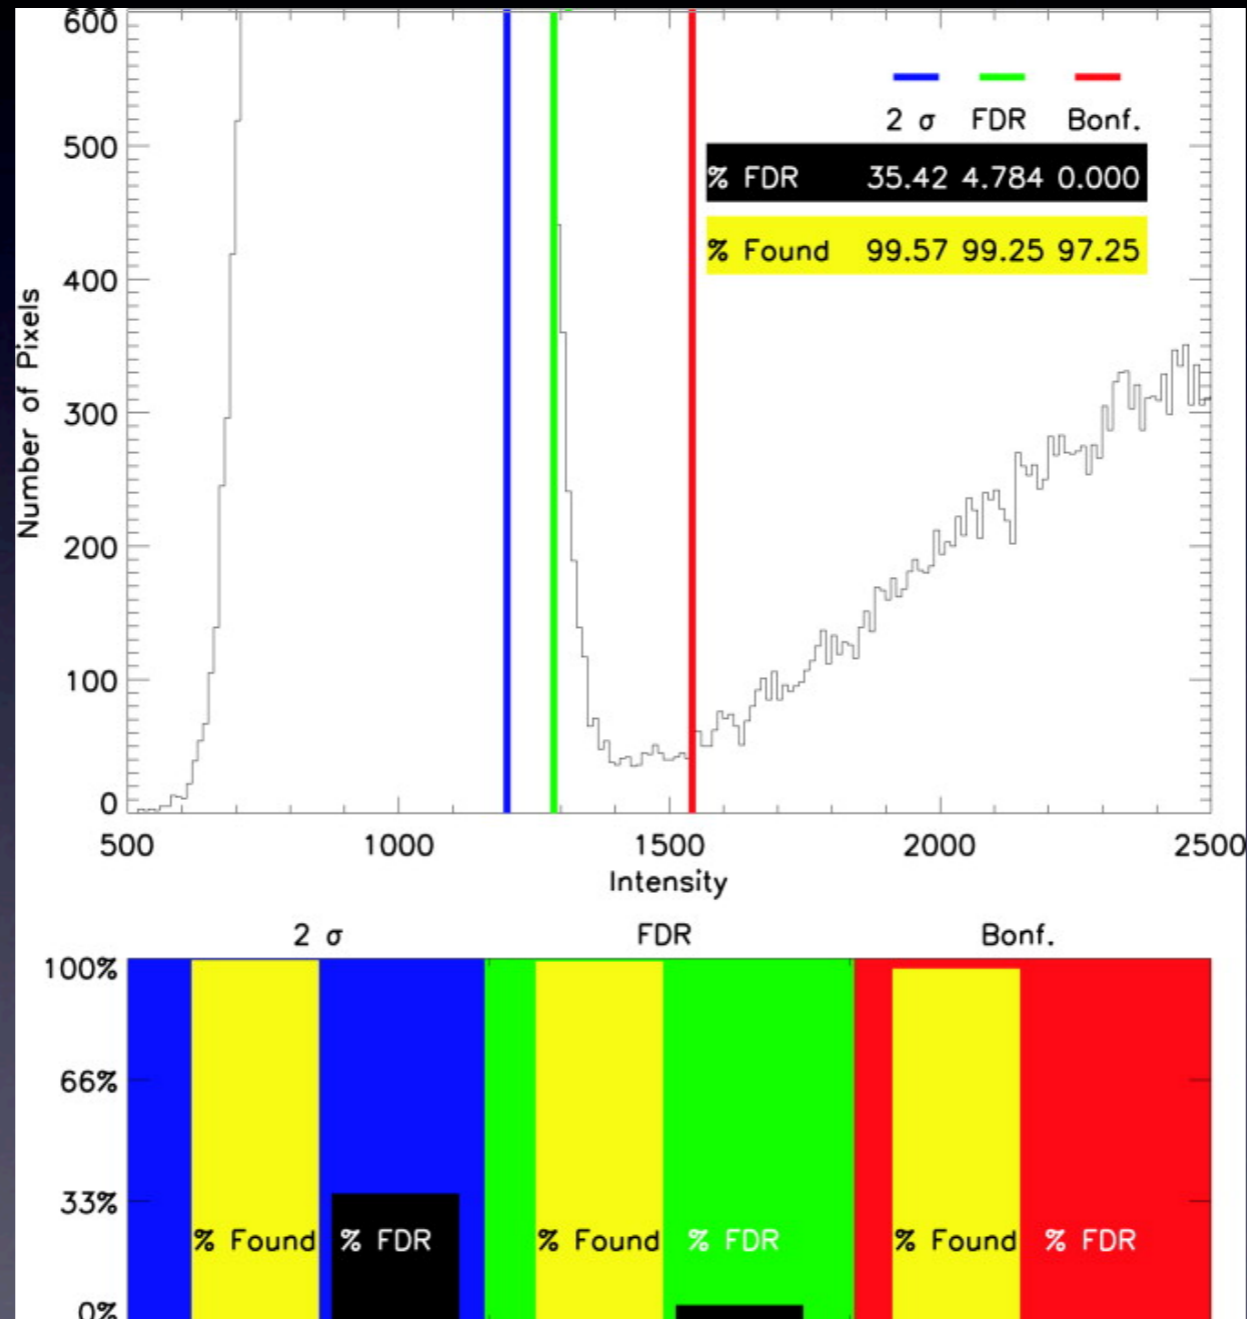 600
500
400
300
200
100
0
Number of Pixels
2 σ FDR Bonf.
% FDR 35.42 4.784 0.000
% Found 99.57 99.25 97.25
500 1000 1500 2000 2500
Intensity
2 σ FDR Bonf.
100%
66%
33%
0%
% Found % FDR % Found % FDR % Found % FDR